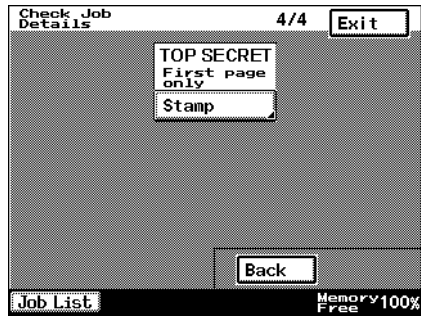 Check Job
Details
4/4
Exit
TOP SECRET
First page
only
Stamp
Back
Job List
Memory
Free 100%